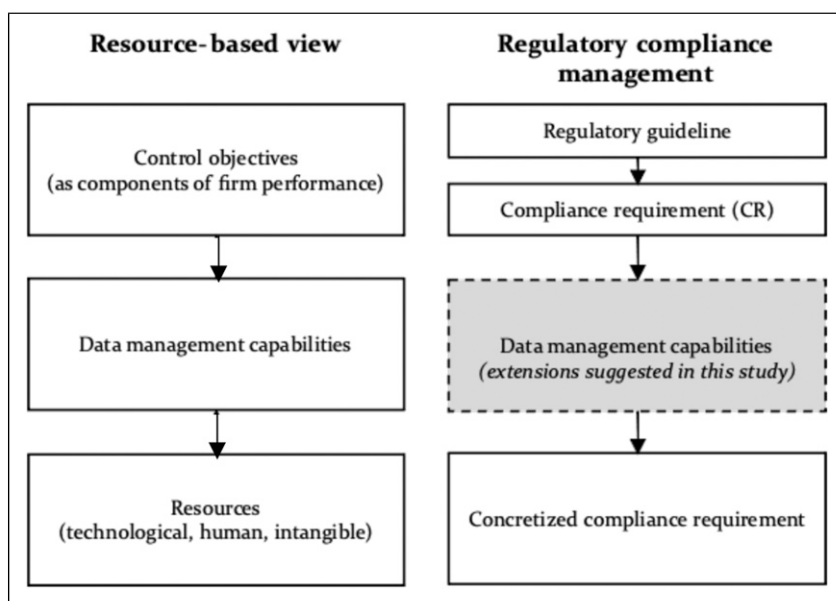 Resource-based view
Control objectives
(as components of firm performance)
Data management capabilities
Resources
(technological, human, intangible)
Regulatory compliance
management
Regulatory guideline
Compliance requirement (CR)
Data management capabilities
(extensions suggested in this study)
Concretized compliance requirement